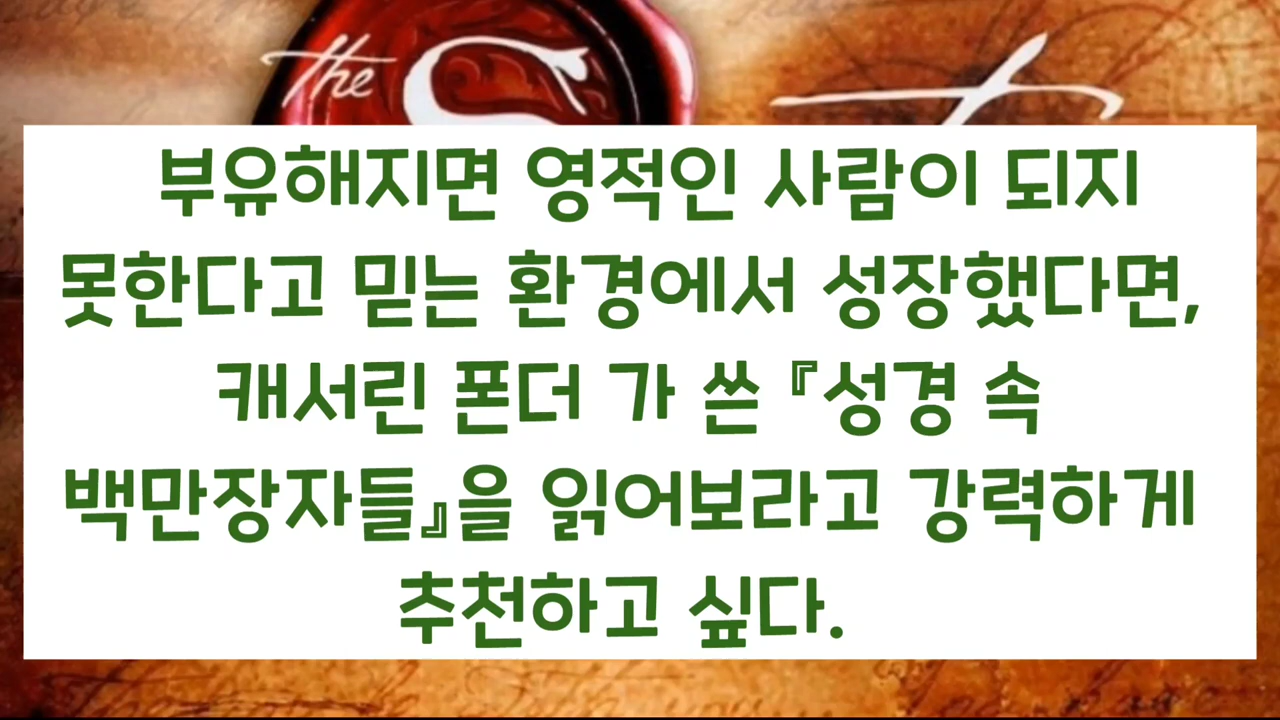 The S
부유해지면 영적인 사람이 되지
못한다고 믿는 환경에서 성장했다면,
캐서린 폰더 가 쓴 『성경 속
백만장자들』을 읽어보라고 강력하게
추천하고 싶다.